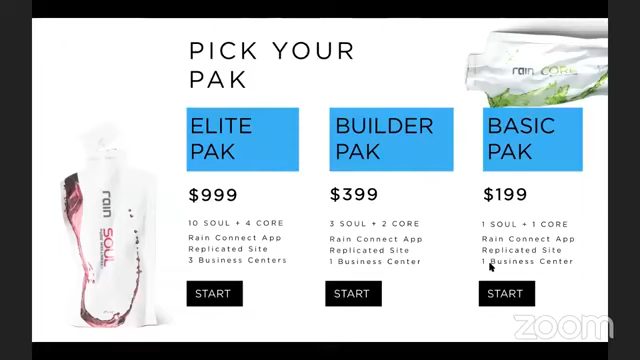 PICK YOUR
PAK
rain CORE
ELITE
PAK
BUILDER
PAK
BASIC
PAK
$999
$399
$199
10 SOUL + 4 CORE
Rain Connect App
Replicated Site
3 Business Centers
3 SOUL + 2 CORE
Rain Connect App
Replicated Site
1 Business Center
1 SOUL + 1 CORE
Rain Connect App
Replicated Site
1 Business Center
rain
SOUL
START
START
START
zoom